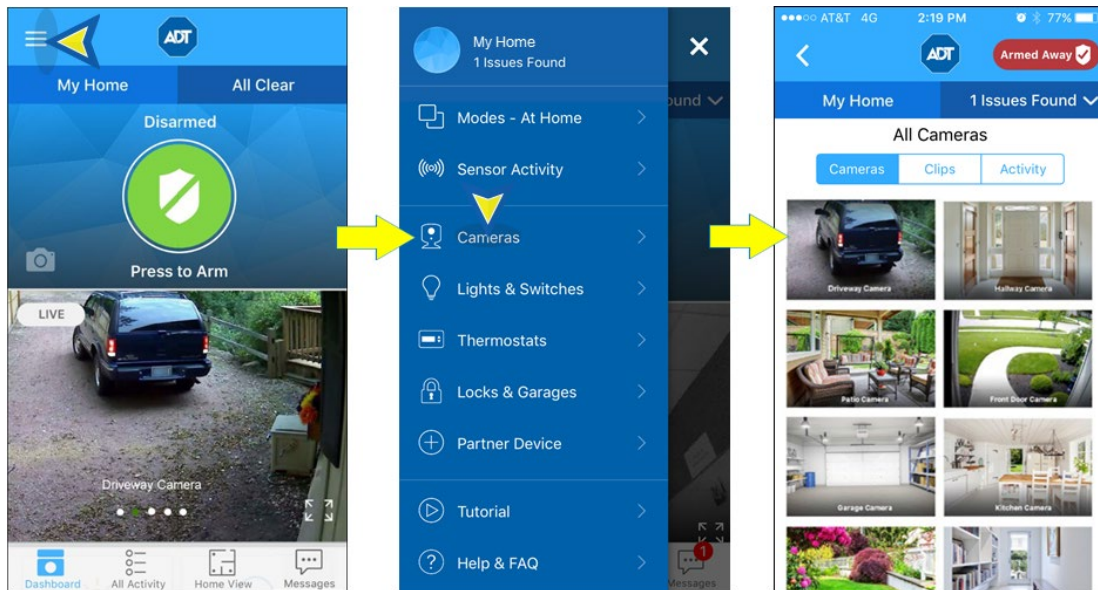 ADT
My Home
All Clear
Disarmed
Press to Arm
LIVE
Driveway Camera
Dashboard
All Activity
Home View
Messages
My Home
1 Issues Found
ound
Modes - At Home
Sensor Activity
Cameras
Lights & Switches
Thermostats
Locks & Garages
Partner Device
Tutorial
Help & FAQ
1
Messages
AT&T 4G 2:19 PM 77%
ADT
Armed Away
My Home
1 Issues Found
All Cameras
Cameras Clips Activity
Driveway Camera
Hallway Camera
Patio Camera
Front Door Camera
Garage Camera
Kitchen Camera